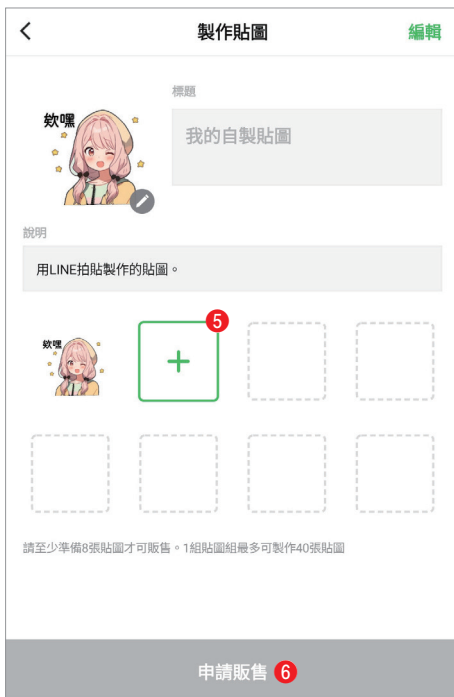 製作貼圖
編輯
標題
欸嘿
我的自製貼圖
說明
用LINE拍貼製作的貼圖。
欸嘿
5
+
請至少準備8張貼圖才可販售。1組貼圖組最多可製作40張貼圖
申請販售 6